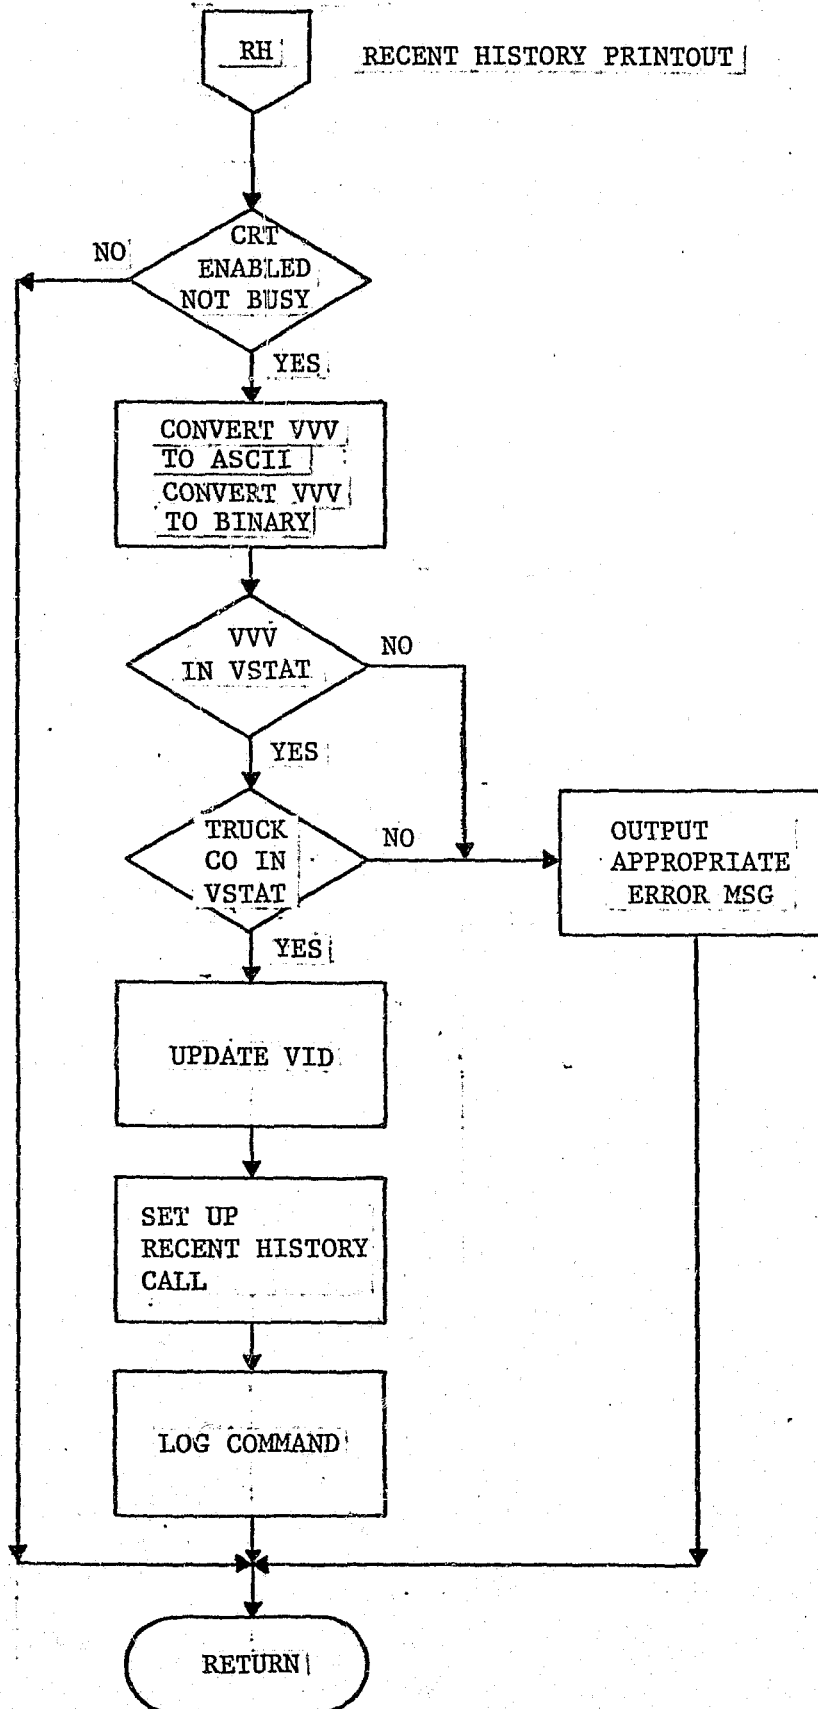 RH
RECENT HISTORY PRINTOUT
CRT
ENABLED
NOT BUSY
NO
YES
CONVERT VVV
TO ASCII
CONVERT VVV
TO BINARY
VVV
IN VSTAT
NO
YES
TRUCK
CO IN
VSTAT
NO
OUTPUT
APPROPRIATE
ERROR MSG
YES
UPDATE VID
SET UP
RECENT HISTORY
CALL
LOG COMMAND
RETURN